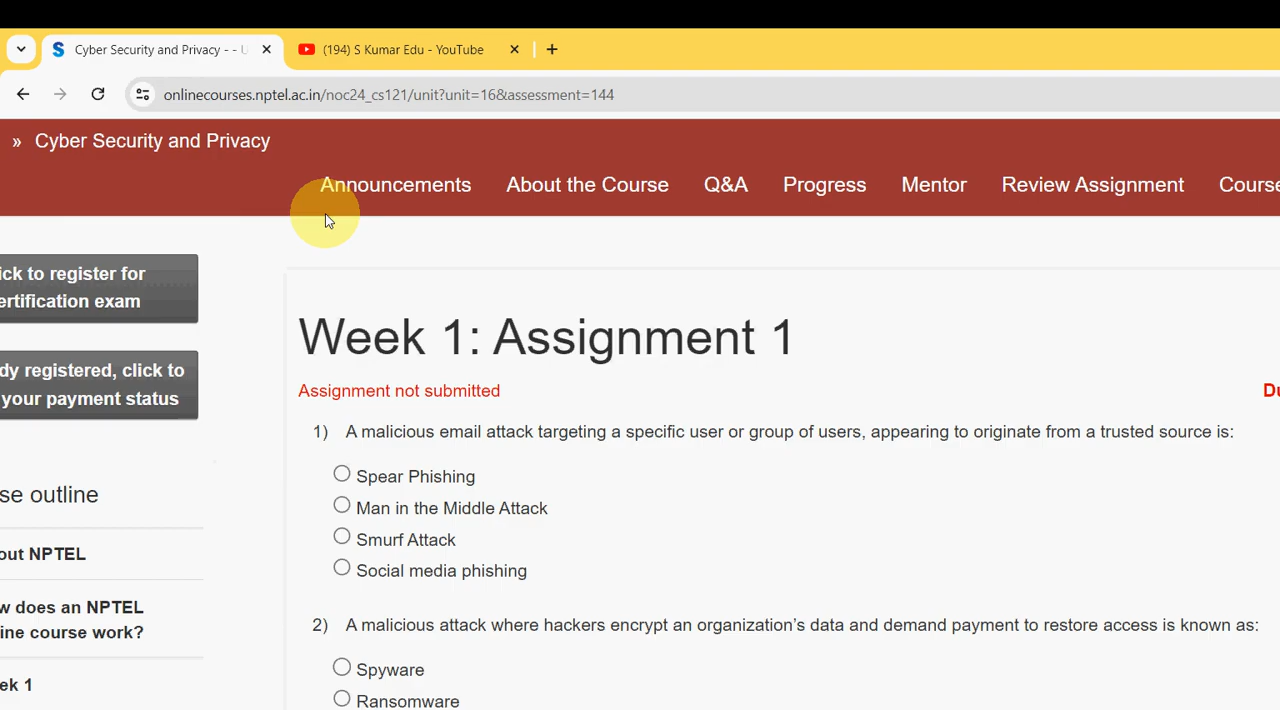 Cyber Security and Privacy - - U
(194) S Kumar Edu - YouTube
onlinecourses.nptel.ac.in/noc24_cs121/unit?unit=16&assessment=144
» Cyber Security and Privacy
Announcements About the Course Q&A Progress Mentor Review Assignment Course
ick to register for
ertification exam
dy registered, click to
your payment status
se outline
out NPTEL
w does an NPTEL
ine course work?
ek 1
Week 1: Assignment 1
Assignment not submitted Du
1) A malicious email attack targeting a specific user or group of users, appearing to originate from a trusted source is:
Spear Phishing
Man in the Middle Attack
Smurf Attack
Social media phishing
2) A malicious attack where hackers encrypt an organization’s data and demand payment to restore access is known as:
Spyware
Ransomware